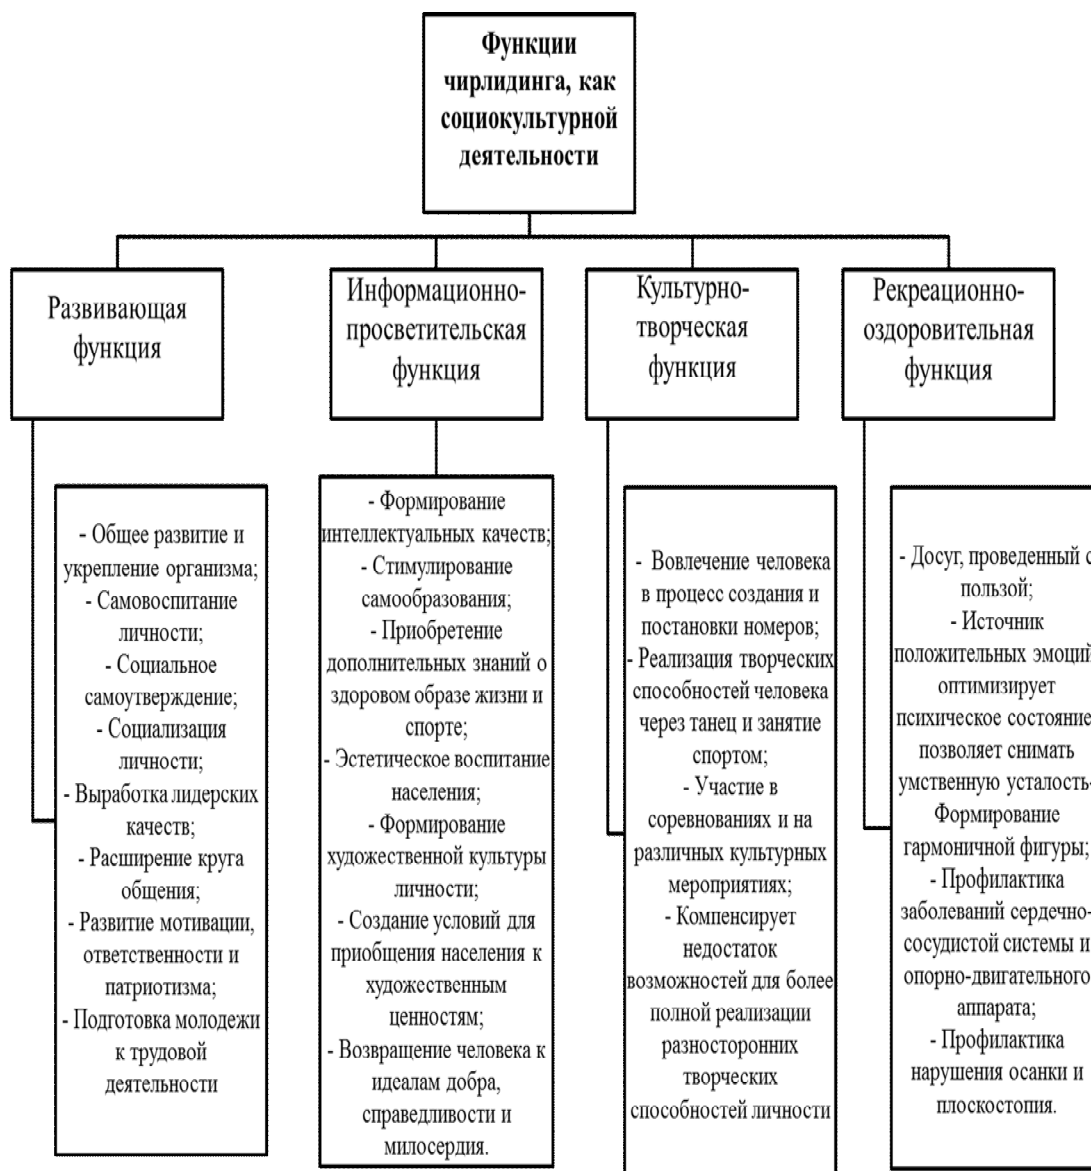 Функции
чирлидинга, как
социокультурной
деятельности
Развивающая
функция
Информационно-
просветительская
функция
Культурно-
творческая
функция
Рекреационно-
оздоровительная
функция
- Общее развитие и
укрепление организма;
- Самовоспитание
личности;
- Социальное
самоутверждение;
- Социализация
личности;
- Выработка лидерских
качеств;
- Расширение круга
общения;
- Развитие мотивации,
ответственности и
патриотизма;
- Подготовка молодежи
к трудовой
деятельности
- Формирование
интеллектуальных качеств;
- Стимулирование
самообразования;
- Приобретение
дополнительных знаний о
здоровом образе жизни и
спорте;
- Эстетическое воспитание
населения;
- Формирование
художественной культуры
личности;
- Создание условий для
приобщения населения к
художественным
ценностям;
- Возвращение человека к
идеалам добра,
справедливости и
милосердия.
- Вовлечение человека
в процесс создания и
постановки номеров;
- Реализация творческих
способностей человека
через танец и занятие
спортом;
- Участие в
соревнованиях и на
различных культурных
мероприятиях;
- Компенсирует
недостаток
возможностей для более
полной реализации
разносторонних
творческих
способностей личности
- Досуг, проведенный с
пользой;
- Источник
положительных эмоций
оптимизирует
психическое состояние
позволяет снимать
умственную усталость-
Формирование
гармоничной фигуры;
- Профилактика
заболеваний сердечно-
сосудистой системы и
опорно-двигательного
аппарата;
- Профилактика
нарушения осанки и
плоскостопия.